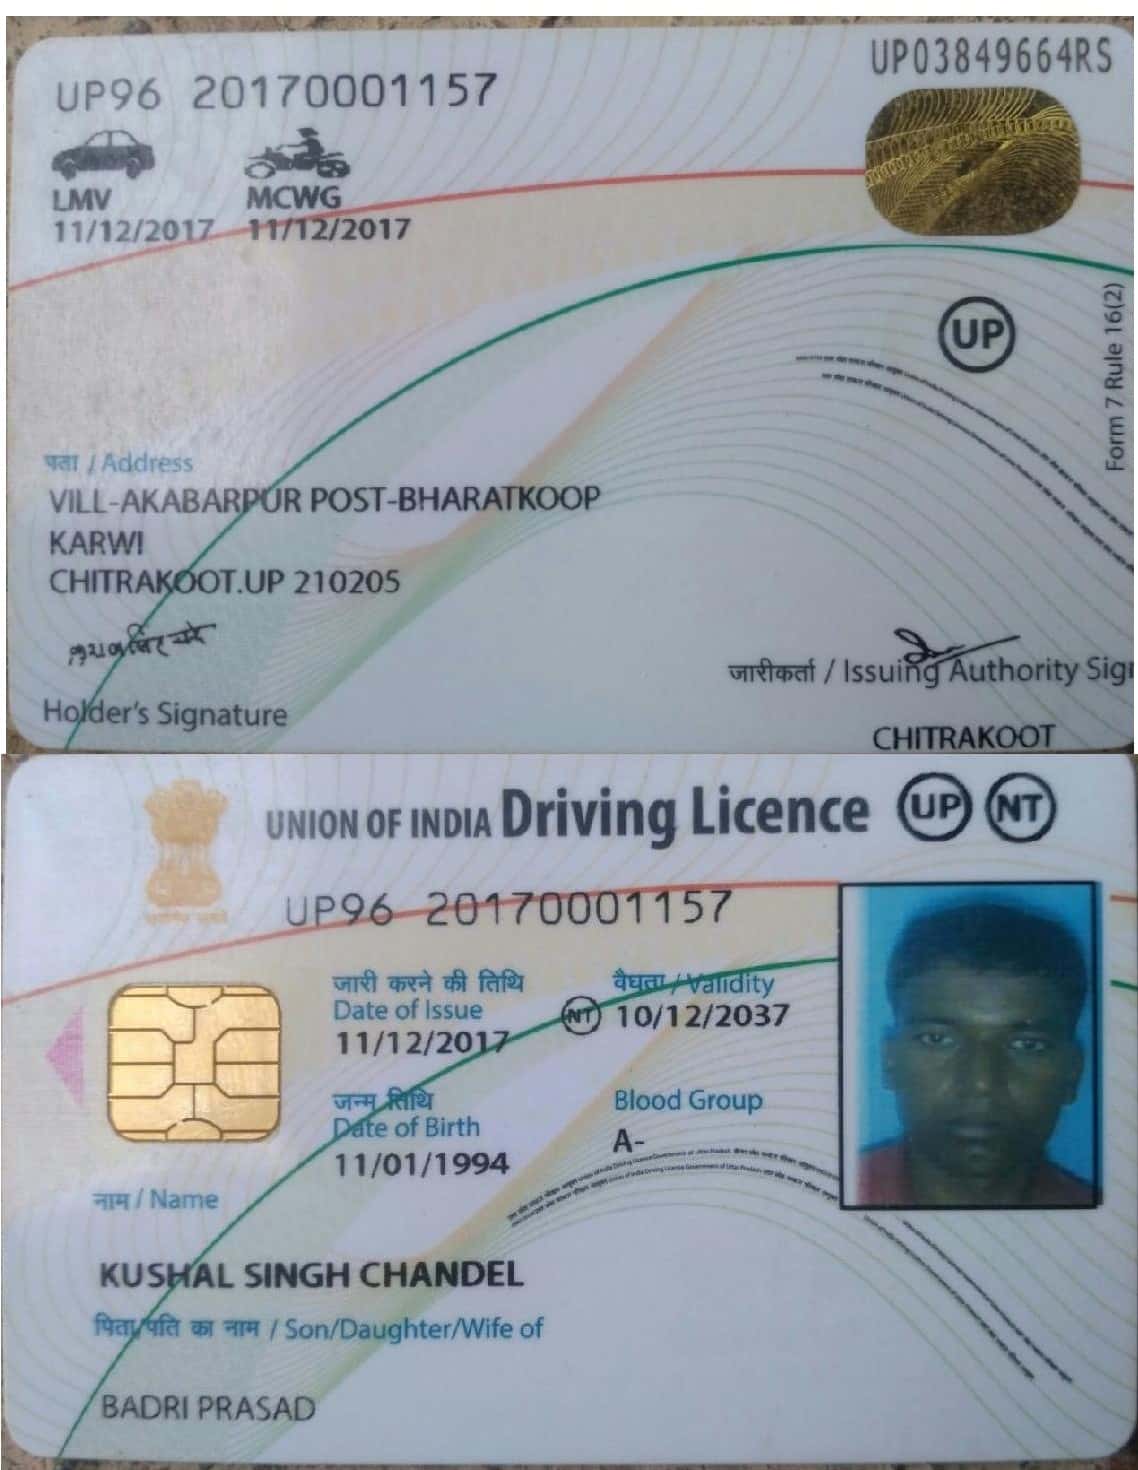 UP96 20170001157
UP03849664RS
LMV MCWG
11/12/2017 11/12/2017
UP
Form 7 Rule 16(2)
पता / Address
VILL-AKABARPUR POST-BHARATKOOP
KARWI
CHITRAKOOT.UP 210205
जारीकर्ता / Issuing Authority Sig
Holder's Signature
CHITRAKOOT
UNION OF INDIA Driving Licence UP NT
UP96 20170001157
जारी करने की तिथि वैधता / Validity
Date of Issue NT 10/12/2037
11/12/2017
जन्म तिथि Blood Group
Date of Birth A-
11/01/1994
नाम / Name
KUSHAL SINGH CHANDEL
पिता/पति का नाम / Son/Daughter/Wife of
BADRI PRASAD